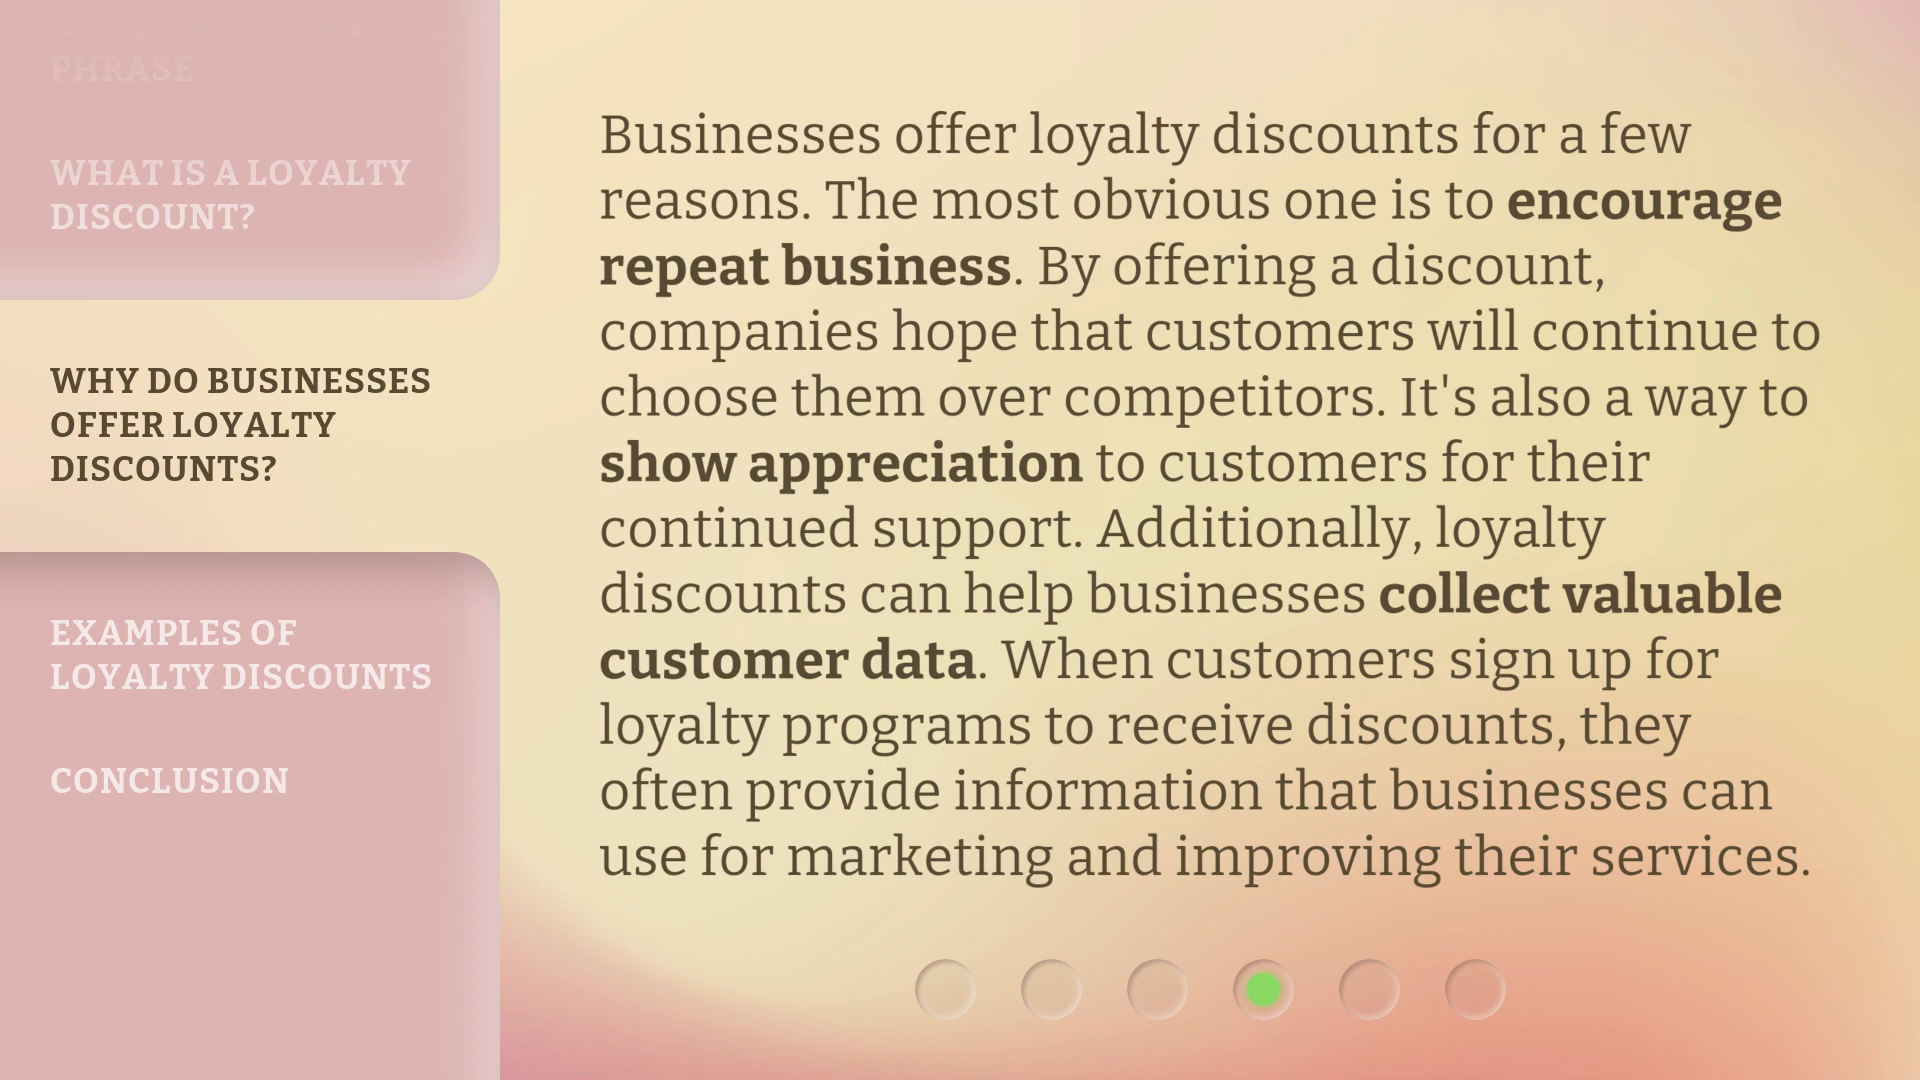 BREAKING DOWN THE
PHRASE
WHAT IS A LOYALTY
DISCOUNT?
WHY DO BUSINESSES
OFFER LOYALTY
DISCOUNTS?
EXAMPLES OF
LOYALTY DISCOUNTS
CONCLUSION
Businesses offer loyalty discounts for a few
reasons. The most obvious one is to encourage
repeat business. By offering a discount,
companies hope that customers will continue to
choose them over competitors. It's also a way to
show appreciation to customers for their
continued support. Additionally, loyalty
discounts can help businesses collect valuable
customer data. When customers sign up for
loyalty programs to receive discounts, they
often provide information that businesses can
use for marketing and improving their services.